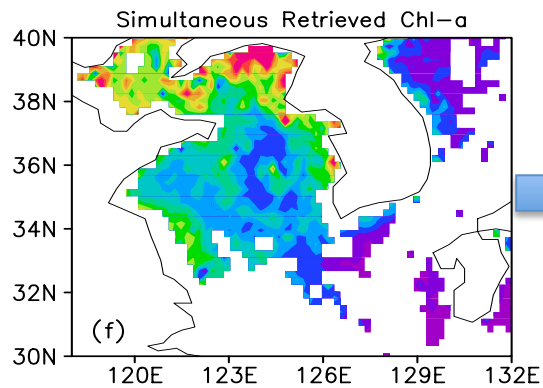 Simultaneous Retrieved Chl-a
40N
38N
36N
34N
32N
30N
(f)
120E 123E 126E 129E 132E